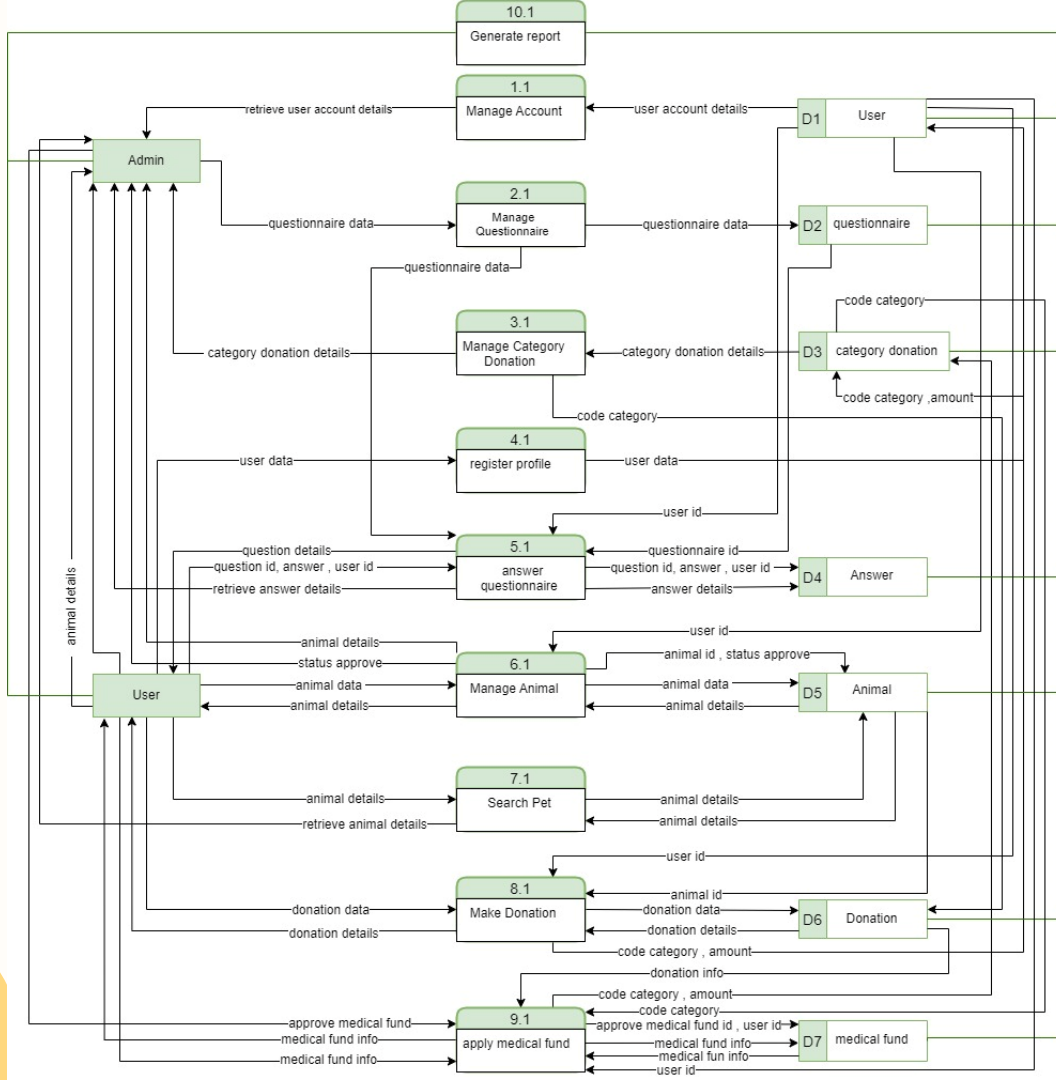 10.1
Generate report
1.1
retrieve user account details
Manage Account
user account details
D1
User
Admin
2.1
questionnaire data
Manage
Questionnaire
questionnaire data
D2
questionnaire
questionnaire data
code category
3.1
category donation details
Manage Category
Donation
category donation details
D3
category donation
code category ,amount
code category
4.1
user data
register profile
user data
user id
5.1
question details
questionnaire id
question id, answer , user id
answer
questionnaire
question id, answer , user id
D4
Answer
retrieve answer details
answer details
animal details
user id
animal details
animal id , status approve
status approve
6.1
User
animal data
Manage Animal
animal data
D5
Animal
animal details
animal details
7.1
animal details
Search Pet
animal details
retrieve animal details
animal details
user id
8.1
animal id
donation data
Make Donation
donation data
D6
Donation
donation details
donation details
code category , amount
donation info
code category , amount
9.1
code category
approve medical fund
approve medical fund id , user id
medical fund info
apply medical fund
medical fund info
D7
medical fund
medical fund info
medical fun info
user id